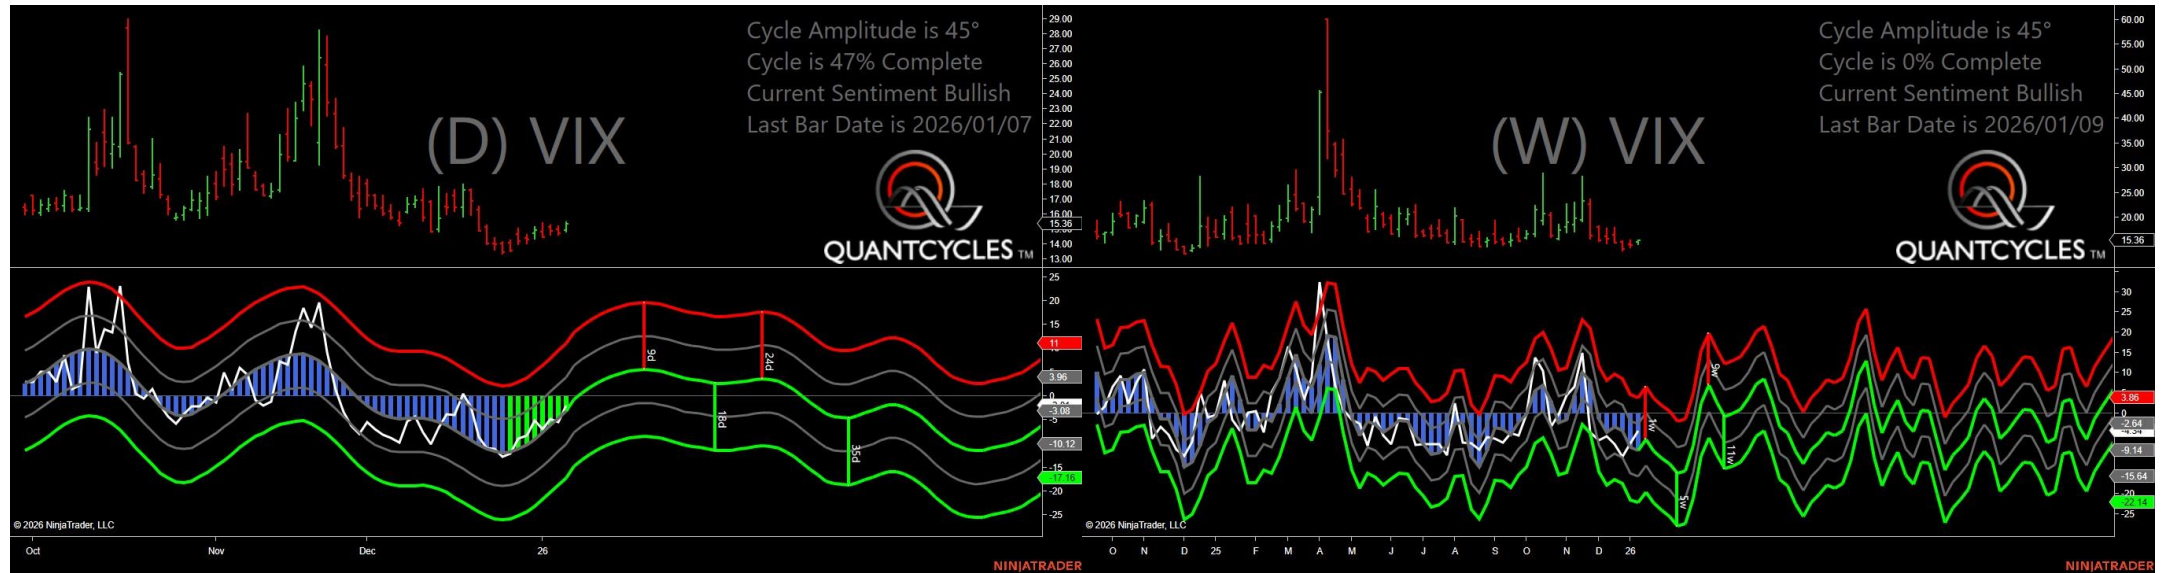 Cycle Amplitude is 45°
Cycle is 47% Complete
Current Sentiment Bullish
Last Bar Date is 2026/01/07
(D) VIX
QUANTCYCLES TM
29.00
28.00
27.00
26.00
25.00
24.00
23.00
22.00
21.00
20.00
19.00
18.00
17.00
16.00
15.36
14.00
13.00
25
20
15
11
3.96
0
-3.08
-5
-10.12
-15
-17.16
-20
-25
9d
24d
18d
35d
© 2026 NinjaTrader, LLC
Oct
Nov
Dec
26
NINJATRADER
Cycle Amplitude is 45°
Cycle is 0% Complete
Current Sentiment Bullish
Last Bar Date is 2026/01/09
(W) VIX
QUANTCYCLES TM
60.00
55.00
50.00
45.00
40.00
35.00
30.00
25.00
20.00
15.36
30
25
20
15
10
5
3.86
0
-2.64
-9.14
-15.64
-20
-22.14
-25
9w
1w
11w
5w
© 2026 NinjaTrader, LLC
O N D 25 F M A M J J A S O N D 26
NINJATRADER